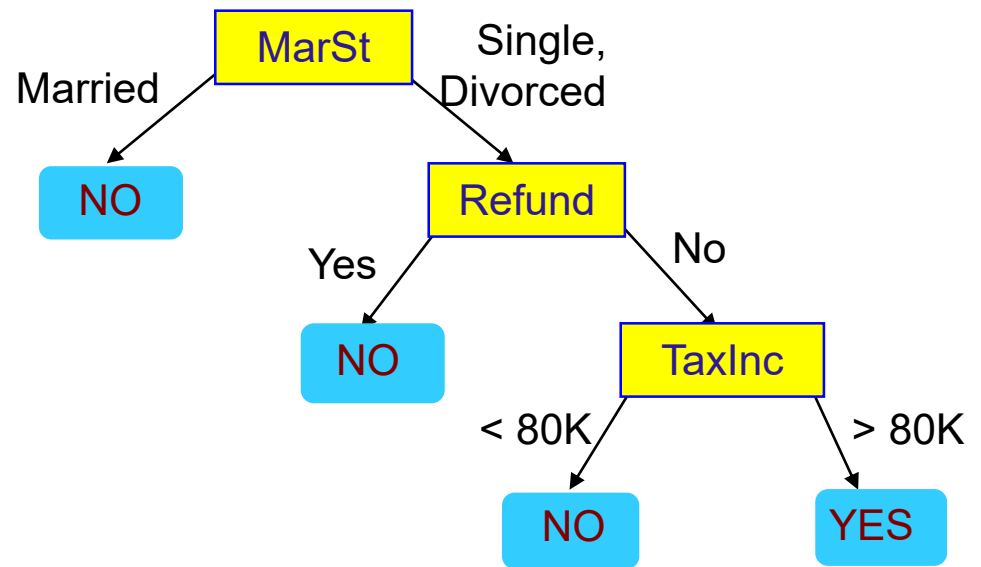 MarSt
Single,
Married
Divorced
NO
Refund
Yes
No
NO
TaxInc
< 80K
> 80K
NO
YES